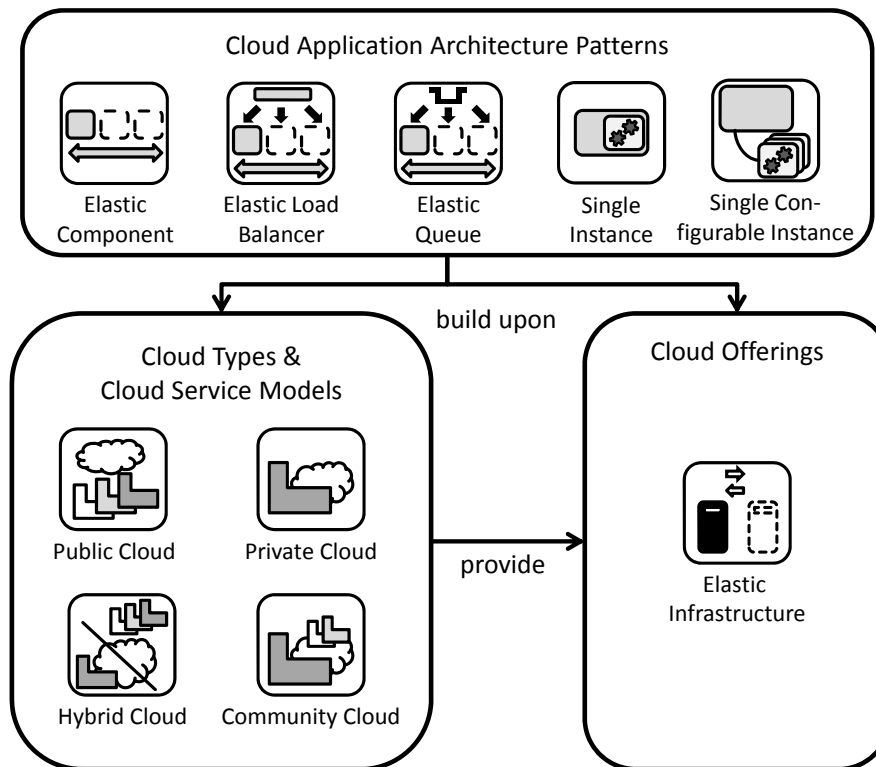 Cloud Application Architecture Patterns
Elastic
Component
Elastic Load
Balancer
Elastic
Queue
Single
Instance
Single Con-
figurable Instance
build upon
Cloud Types &
Cloud Service Models
Public Cloud
Private Cloud
Hybrid Cloud
Community Cloud
provide
Cloud Offerings
Elastic
Infrastructure